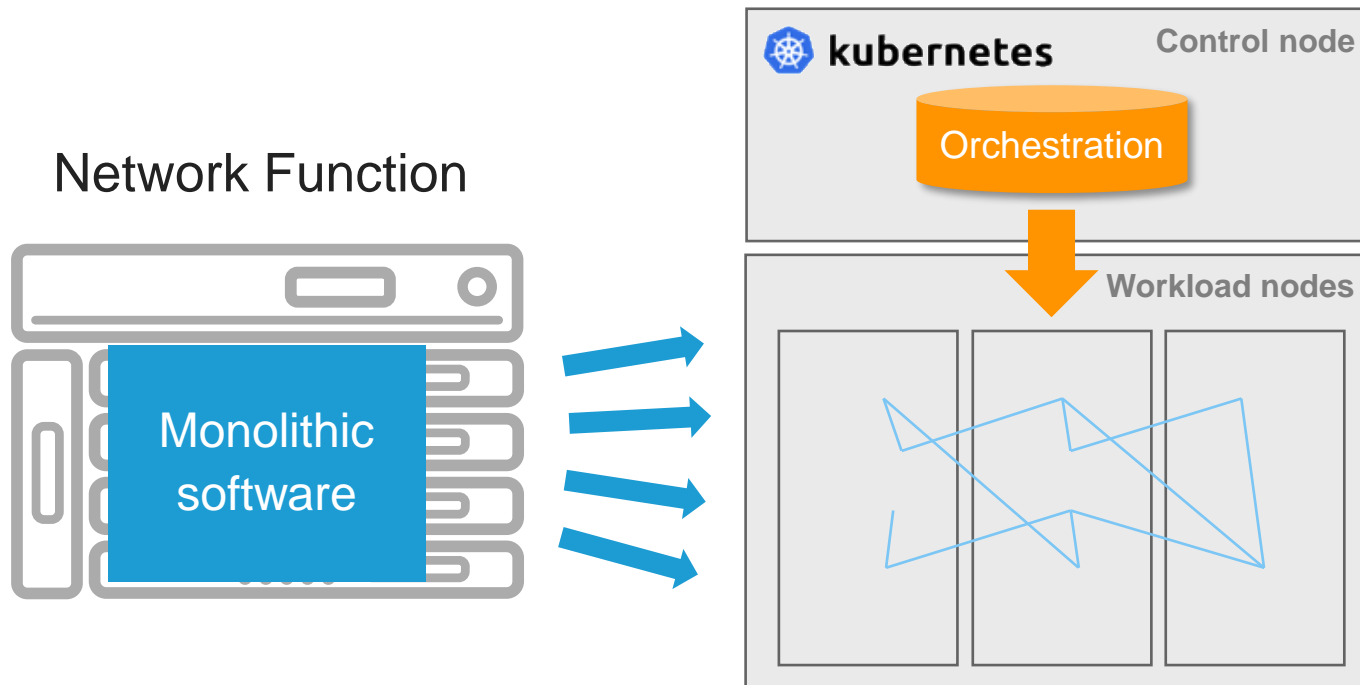 Network Function
Monolithic
software
kubernetes
Control node
Orchestration
Workload nodes